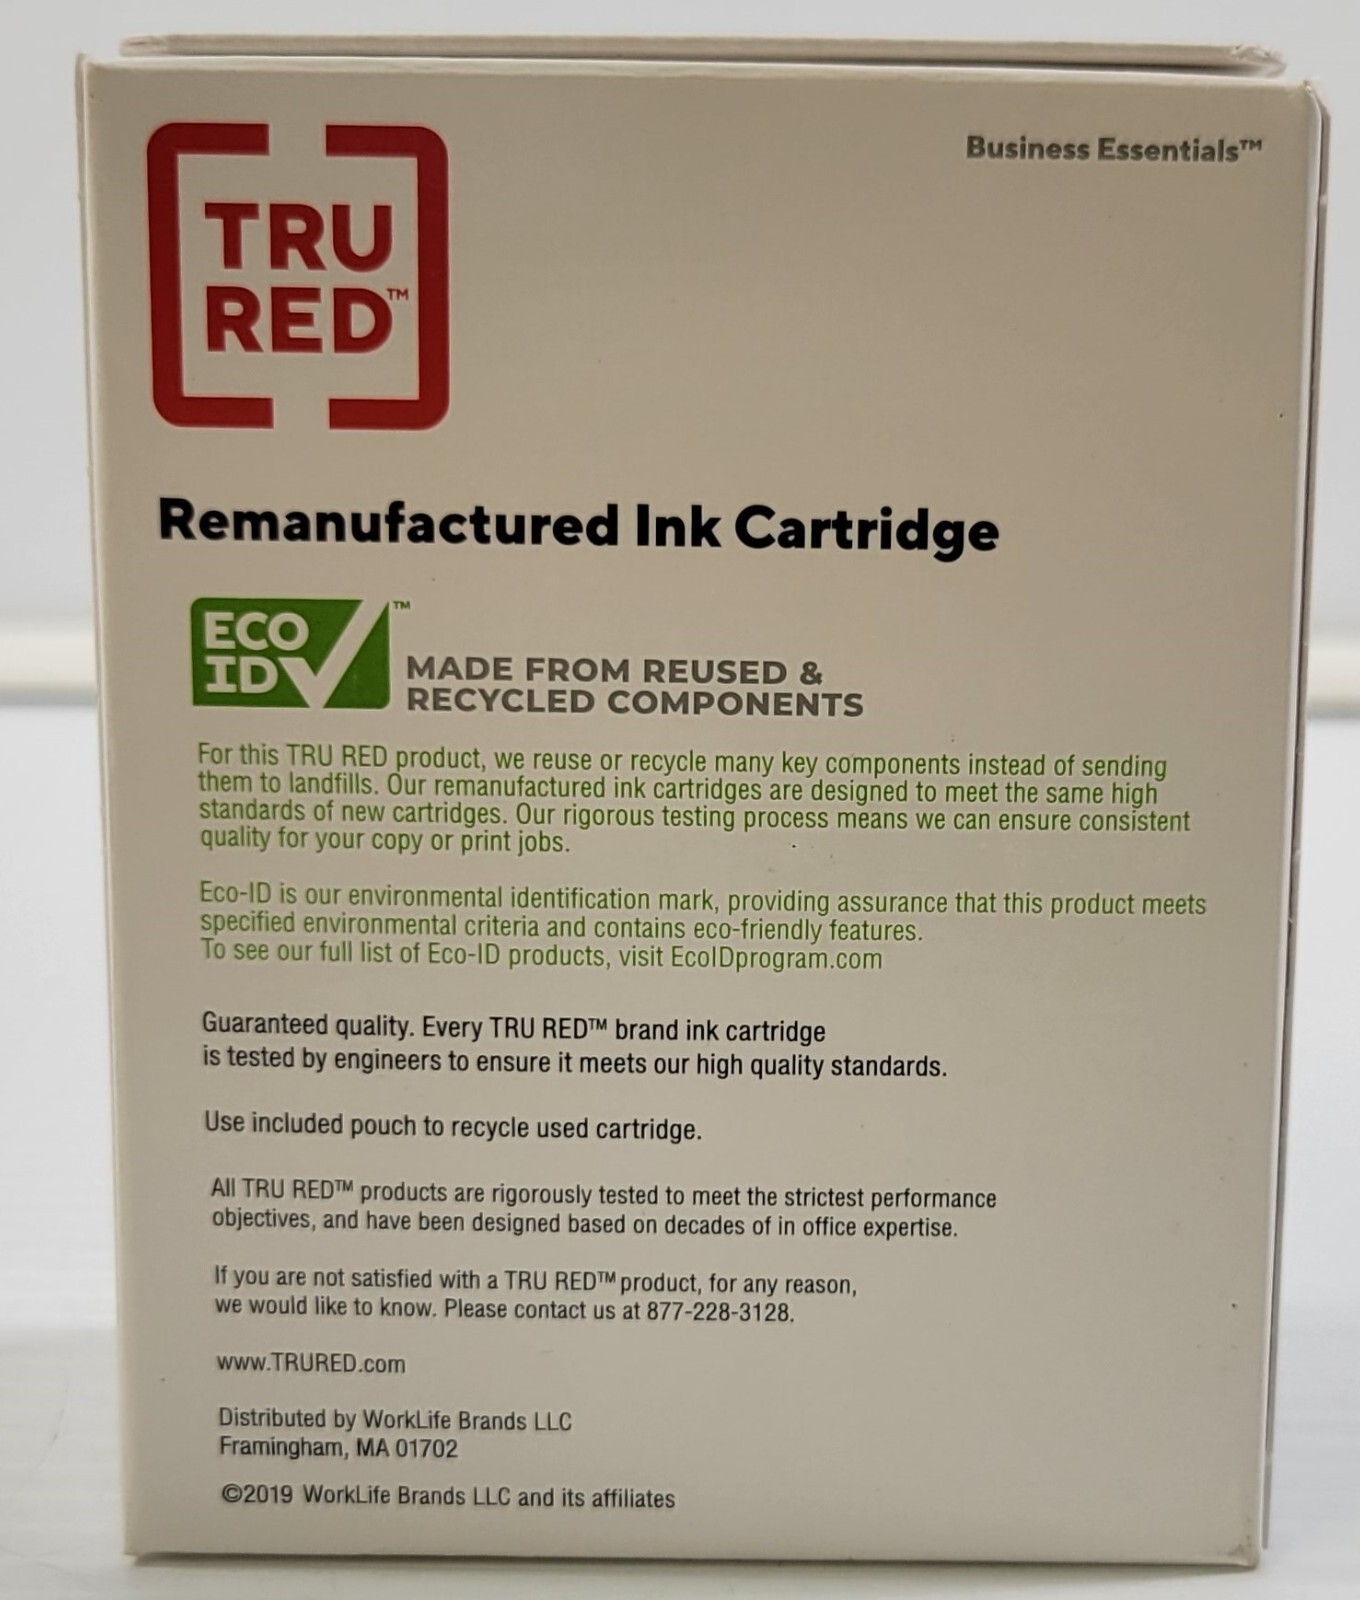 Business Essentials™
TRU
RED™
Remanufactured Ink Cartridge
ECO
ID™
MADE FROM REUSED &
RECYCLED COMPONENTS
For this TRU RED product, we reuse or recycle many key components instead of sending
them to landfills. Our remanufactured ink cartridges are designed to meet the same high
standards of new cartridges. Our rigorous testing process means we can ensure consistent
quality for your copy or print jobs.
Eco-ID is our environmental identification mark, providing assurance that this product meets
specified environmental criteria and contains eco-friendly features.
To see our full list of Eco-ID products, visit EcoIDprogram.com
Guaranteed quality. Every TRU RED™ brand ink cartridge
is tested by engineers to ensure it meets our high quality standards.
Use included pouch to recycle used cartridge.
All TRU RED™ products are rigorously tested to meet the strictest performance
objectives, and have been designed based on decades of in office expertise.
If you are not satisfied with a TRU RED™ product, for any reason,
we would like to know. Please contact us at 877-228-3128.
www.TRURED.com
Distributed by WorkLife Brands LLC
Framingham, MA 01702
©2019 WorkLife Brands LLC and its affiliates